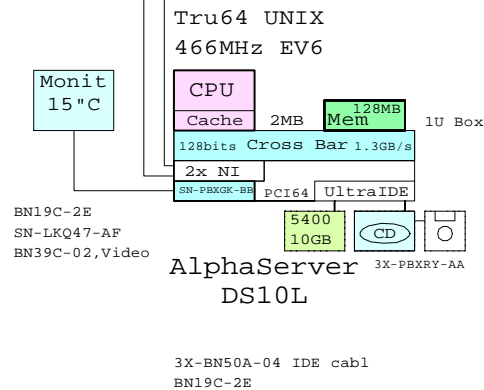 Tru64 UNIX
466MHz EV6
Monit
15"C
CPU
Cache
2MB
128MB
Mem
1U Box
128bits Cross Bar 1.3GB/s
2x NI
SN-PBXGK-BB
PCI64
UltraIDE
BN19C-2E
SN-LKQ47-AF
BN39C-02,Video
5400
10GB
CD
3X-PBXRY-AA
AlphaServer
DS10L
3X-BN50A-04 IDE cabl
BN19C-2E